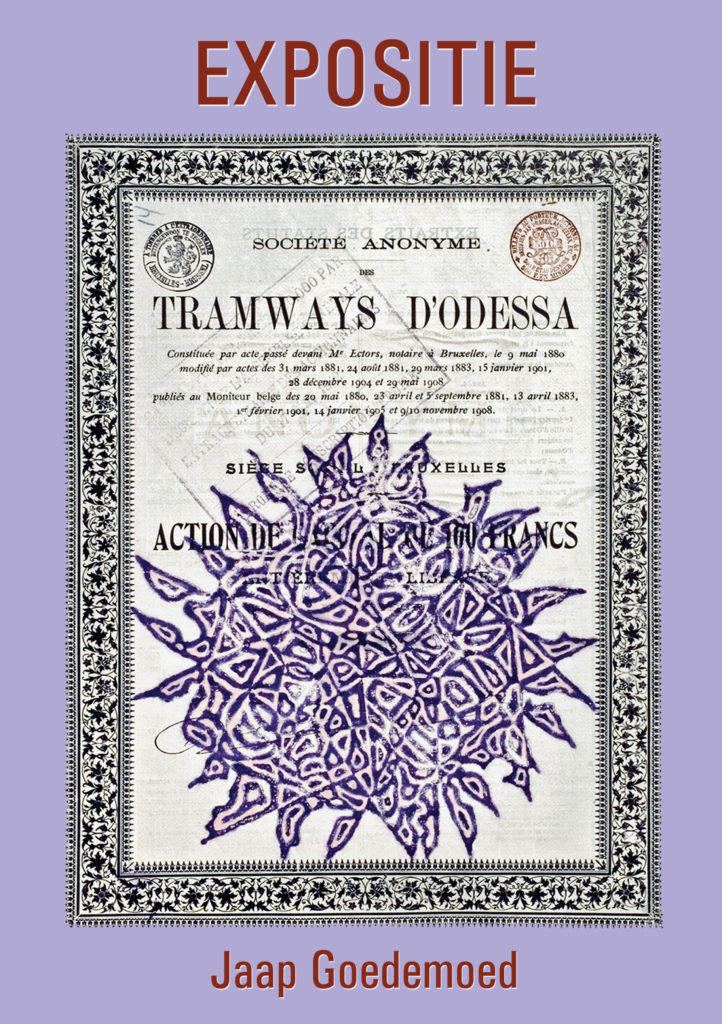 EXPOSITIE
EXTRAITS DES STATUTS
SOCIÉTÉ ANONYME.
DES
TRAMWAYS D'ODESSA
Constituée par acte passé devant Me Ectors, notaire à Bruxelles, le 9 mai 1880
modifié par actes des 31 mars 1881, 24 août 1881, 29 mars 1883, 15 janvier 1901,
28 décembre 1904 et 29 mai 1908
publiés au Moniteur belge des 20 mai 1880, 23 avril et 5 septembre 1881, 13 avril 1883,
1er février 1901, 14 janvier 1905 et 9/10 novembre 1908.
SIÈGE BRUXELLES
ACTION DE 100 FRANCS
Jaap Goedemoed